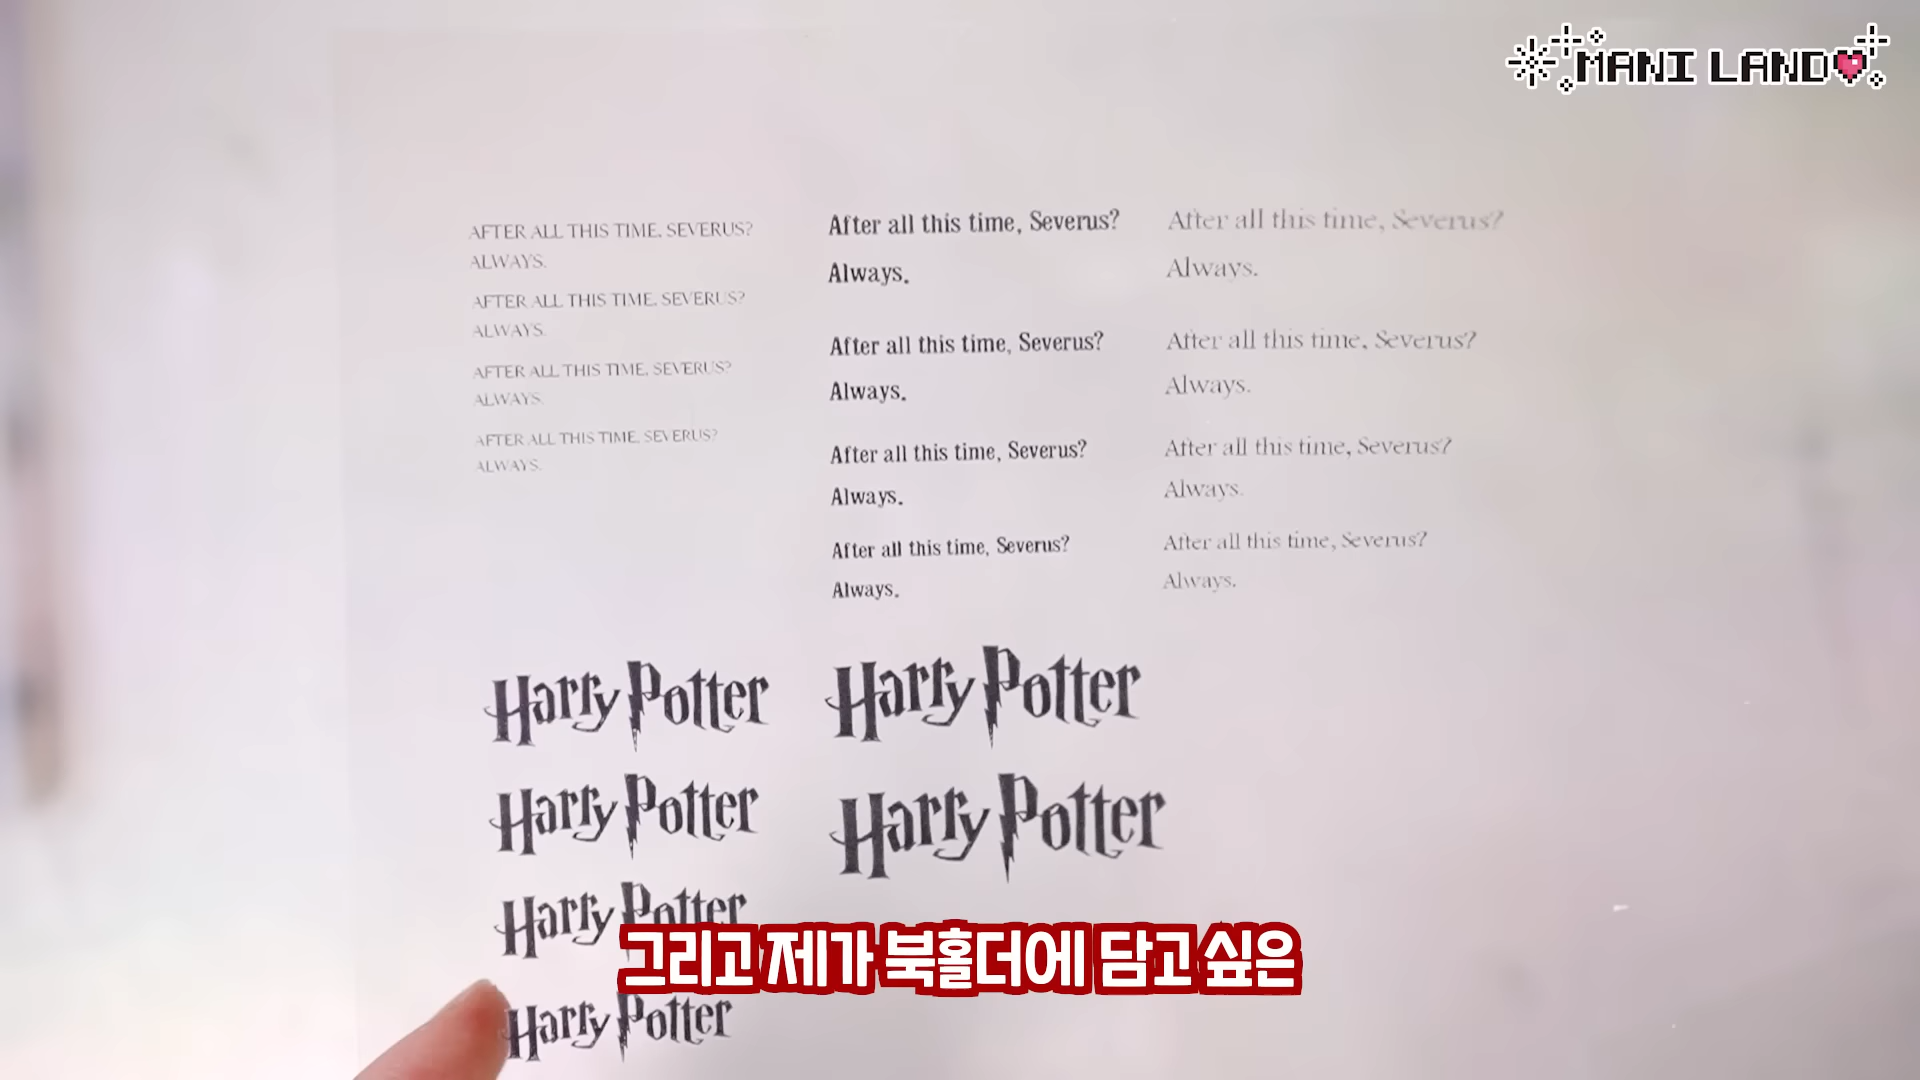 MANI LAND
AFTER ALL THIS TIME, SEVERUS?
ALWAYS.
AFTER ALL THIS TIME, SEVERUS?
ALWAYS.
AFTER ALL THIS TIME, SEVERUS?
ALWAYS.
AFTER ALL THIS TIME, SEVERUS?
ALWAYS.
After all this time, Severus?
Always.
After all this time, Severus?
Always.
After all this time, Severus?
Always.
After all this time, Severus?
Always.
After all this time, Severus?
Always.
After all this time, Severus?
Always.
After all this time, Severus?
Always.
After all this time, Severus?
Always.
Harry Potter
Harry Potter
Harry Potter
Harry Potter
Harry Potter
Harry Potter
그리고 제가 북홀더에 담고 싶은